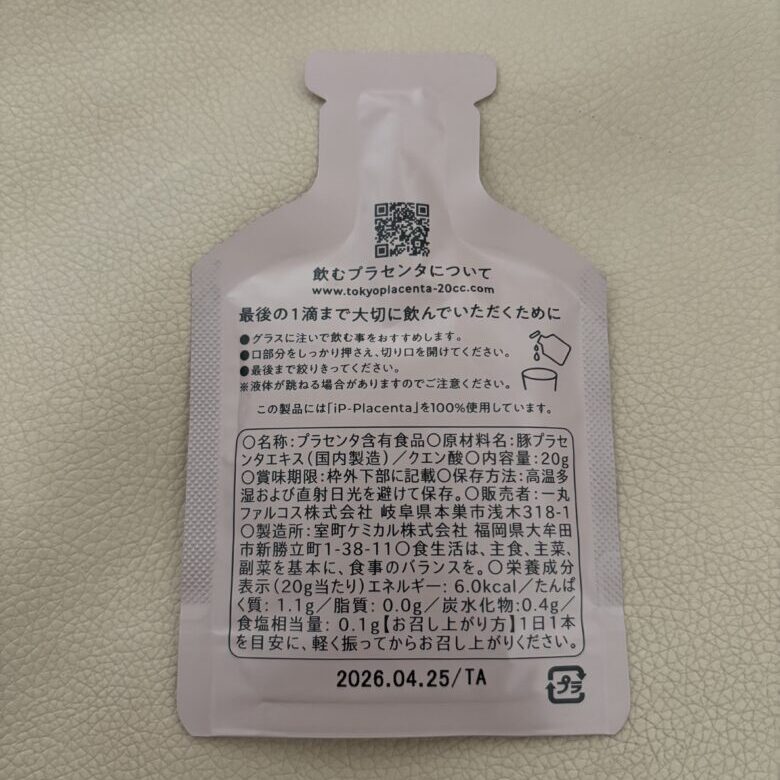 飲むプラセンタについて
www.tokyoplacenta-20cc.com
最後の1滴まで大切に飲んでいただくために
●グラスに注いで飲む事をおすすめします。
●口部分をしっかり押さえ、切り口を開けてください。
●最後まで絞りきってください。
※液体が跳ねる場合がありますのでご注意ください。
この製品には「iP-Placenta」を100%使用しています。
○名称:プラセンタ含有食品○原材料名:豚プラセ
ンタエキス(国内製造)/クエン酸○内容量:20g
○賞味期限:枠外下部に記載○保存方法:高温多
湿および直射日光を避けて保存。○販売者:一丸
ファルコス株式会社 岐阜県本巣市浅木318-1
○製造所:室町ケミカル株式会社 福岡県大牟田
市新勝立町1-38-11○食生活は、主食、主菜、
副菜を基本に、食事のバランスを。○栄養成分
表示(20g当たり)エネルギー: 6.0kcal/たんぱ
く質: 1.1g/脂質: 0.0g/炭水化物:0.4g/
食塩相当量: 0.1g【お召し上がり方】1日1本
を目安に、軽く振ってからお召し上がりください。
2026.04.25/TA
プラ